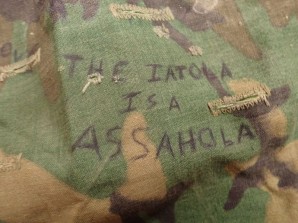 THE IATOLA
IS A
ASSAHOLA